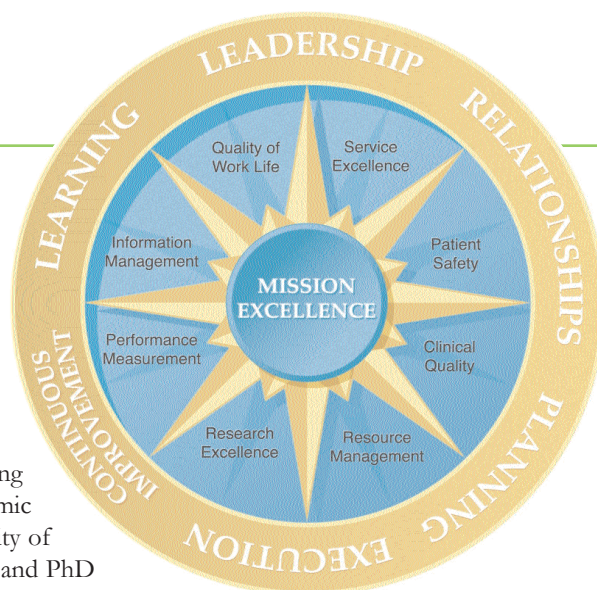 LEADERSHIP
RELATIONSHIPS
PLANNING
EXECUTION
CONTINUOUS
IMPROVEMENT
LEARNING
Quality of
Work Life
Service
Excellence
Patient
Safety
Clinical
Quality
Resource
Management
Research
Excellence
Performance
Measurement
Information
Management
MISSION
EXCELLENCE
ng
mic
ity of
and PhD